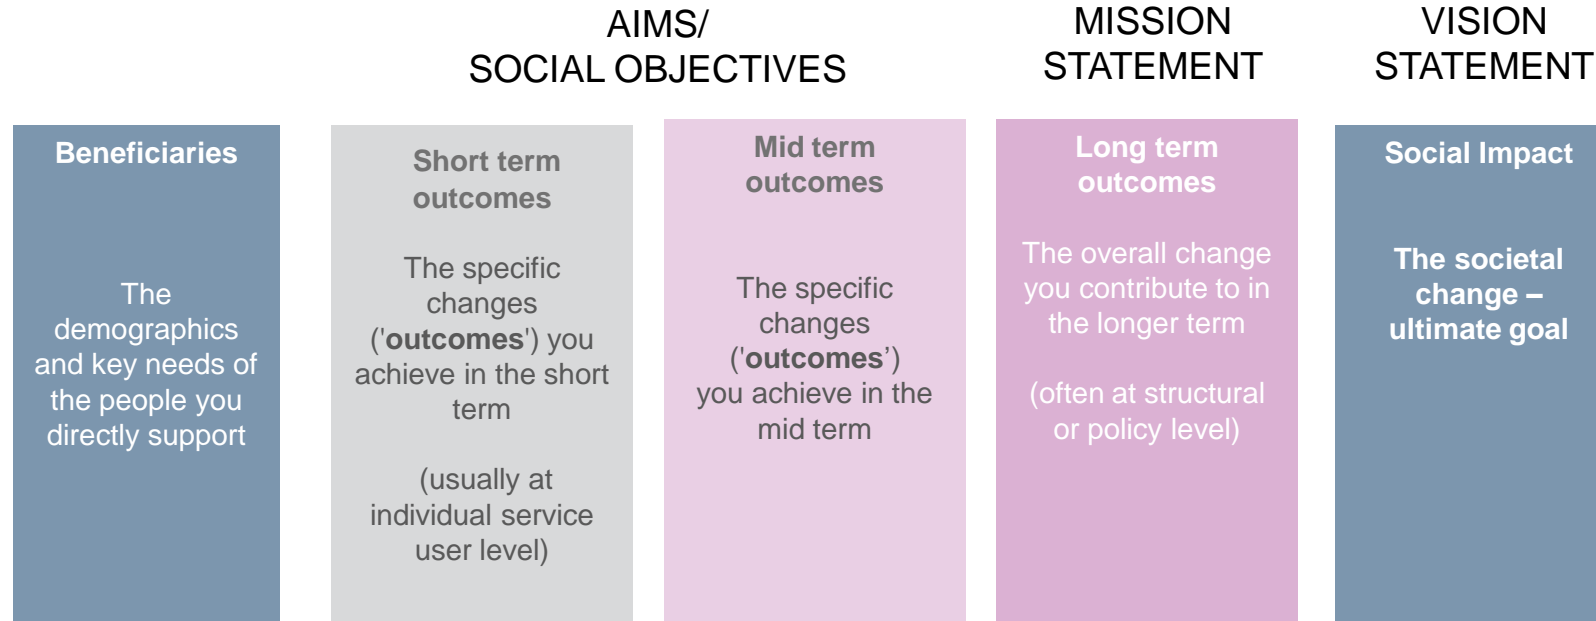 AIMS/
SOCIAL OBJECTIVES
MISSION
STATEMENT
VISION
STATEMENT
Beneficiaries
The
demographics
and key needs of
the people you
directly support
Short term
outcomes
The specific
changes
('outcomes') you
achieve in the short
term
(usually at
individual service
user level)
Mid term
outcomes
The specific
changes
('outcomes’)
you achieve in the
mid term
Long term
outcomes
The overall change
you contribute to in
the longer term
(often at structural
or policy level)
Social Impact
The societal
change –
ultimate goal